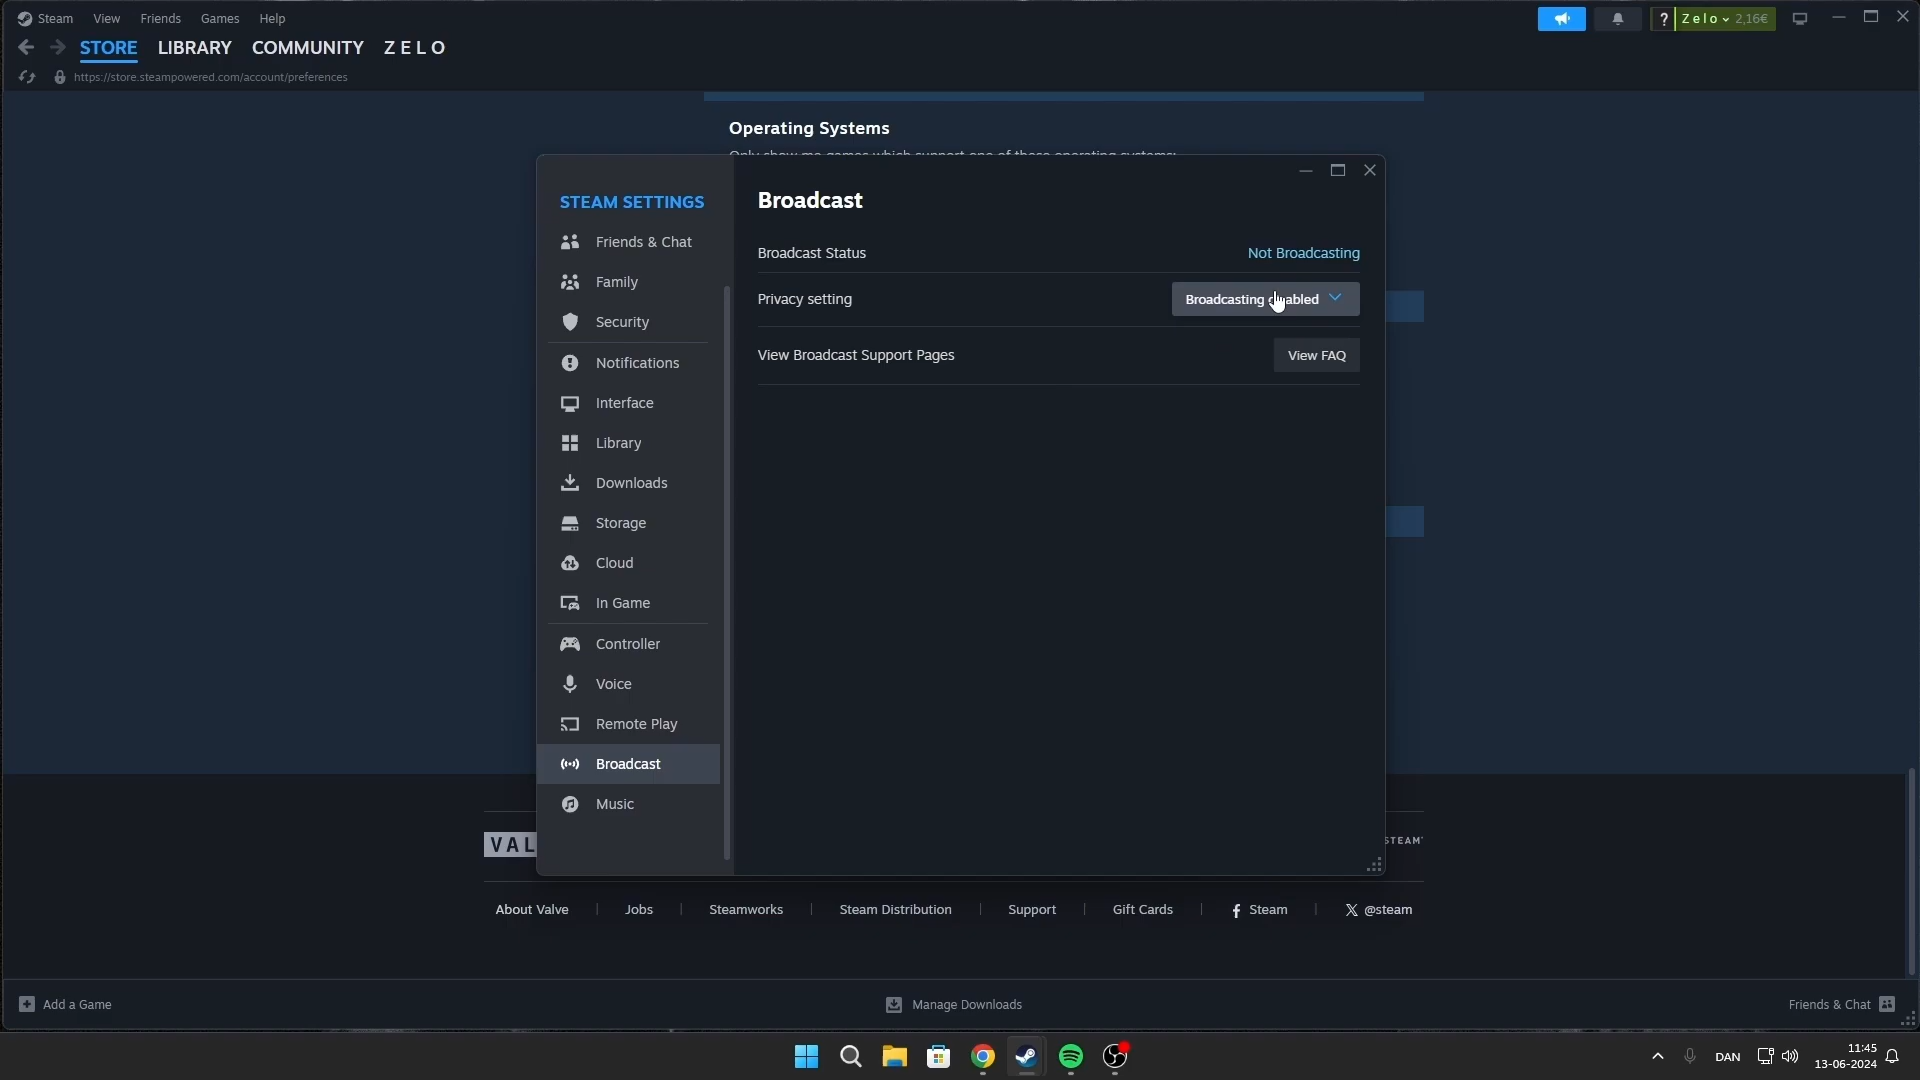 Steam View Friends Games Help
? Zelo 2,16€
STORE LIBRARY COMMUNITY ZELO
https://store.steampowered.com/account/preferences
Operating Systems
STEAM SETTINGS
Friends & Chat
Family
Security
Notifications
Interface
Library
Downloads
Storage
Cloud
In Game
Controller
Voice
Remote Play
Broadcast
Music
Broadcast
Broadcast Status Not Broadcasting
Privacy setting Broadcasting
View Broadcast Support Pages View FAQ
VAL
STEAM
About Valve | Jobs | Steamworks | Steam Distribution | Support | Gift Cards | Steam | @steam
Add a Game Manage Downloads Friends & Chat
DAN
11:45
13-06-2024